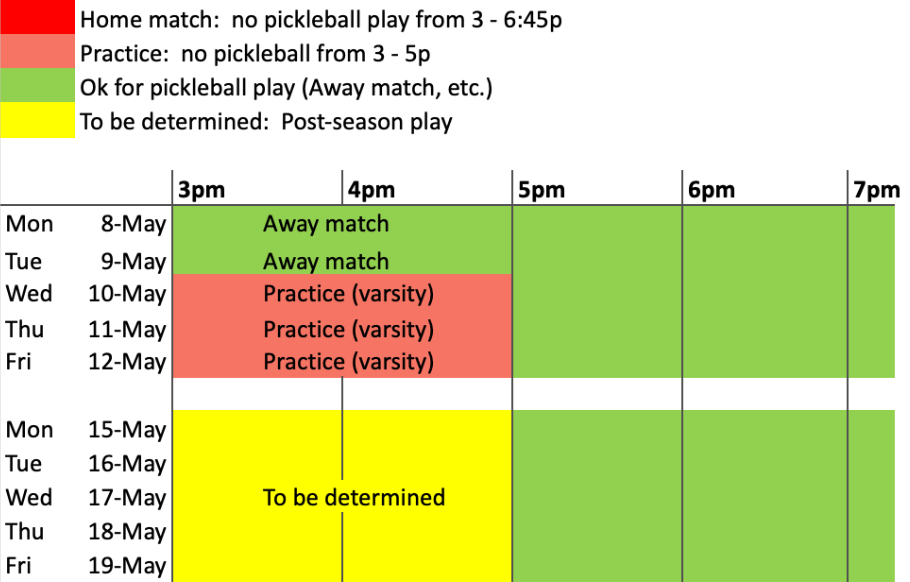 Home match:  no pickleball play from 3 - 6:45p
Practice:  no pickleball from 3 - 5p
Ok for pickleball play (Away match, etc.)
To be determined:  Post-season play
3pm 4pm 5pm 6pm 7pm
Mon 8-May Away match
Tue 9-May Away match
Wed 10-May Practice (varsity)
Thu 11-May Practice (varsity)
Fri 12-May Practice (varsity)
Mon 15-May
Tue 16-May
Wed 17-May To be determined
Thu 18-May
Fri 19-May